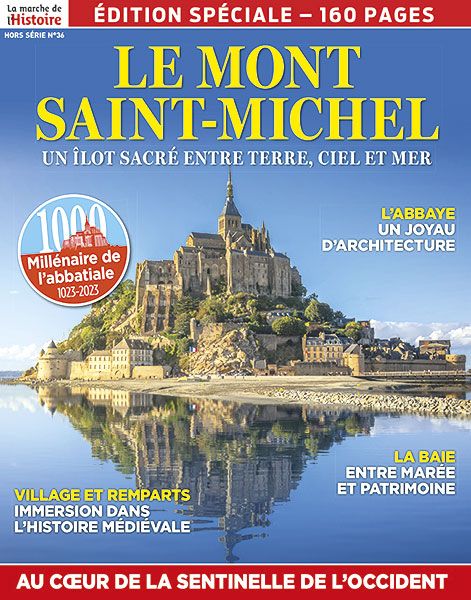 La marche de
l'Histoire
HORS SÉRIE N°36
ÉDITION SPÉCIALE – 160 PAGES
LE MONT
SAINT-MICHEL
UN ÎLOT SACRÉ ENTRE TERRE, CIEL ET MER
1000
Millénaire de
l'abbatiale
1023-2023
L'ABBAYE
UN JOYAU
D'ARCHITECTURE
LA BAIE
ENTRE MARÉE
ET PATRIMOINE
VILLAGE ET REMPARTS
IMMERSION DANS
L'HISTOIRE MÉDIÉVALE
AU CŒUR DE LA SENTINELLE DE L'OCCIDENT